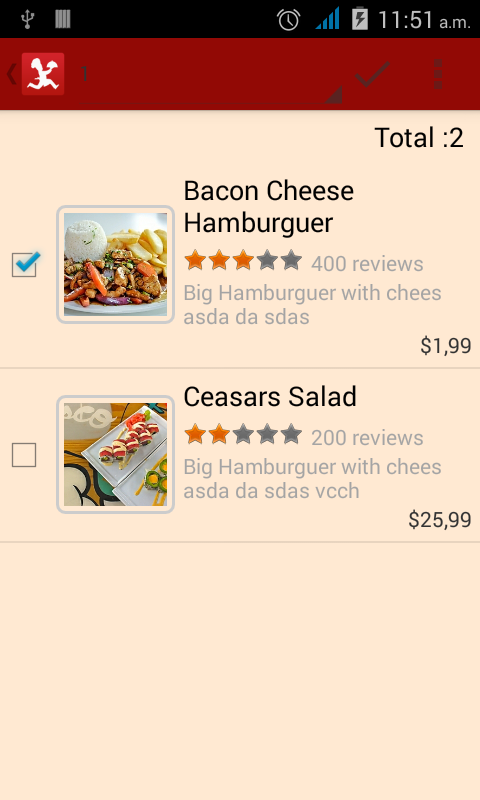 11:51 a.m.
1
Total :2
Bacon Cheese
Hamburguer
400 reviews
Big Hamburguer with chees
asda da sdas
$1,99
Ceasars Salad
200 reviews
Big Hamburguer with chees
asda da sdas vcch
$25,99